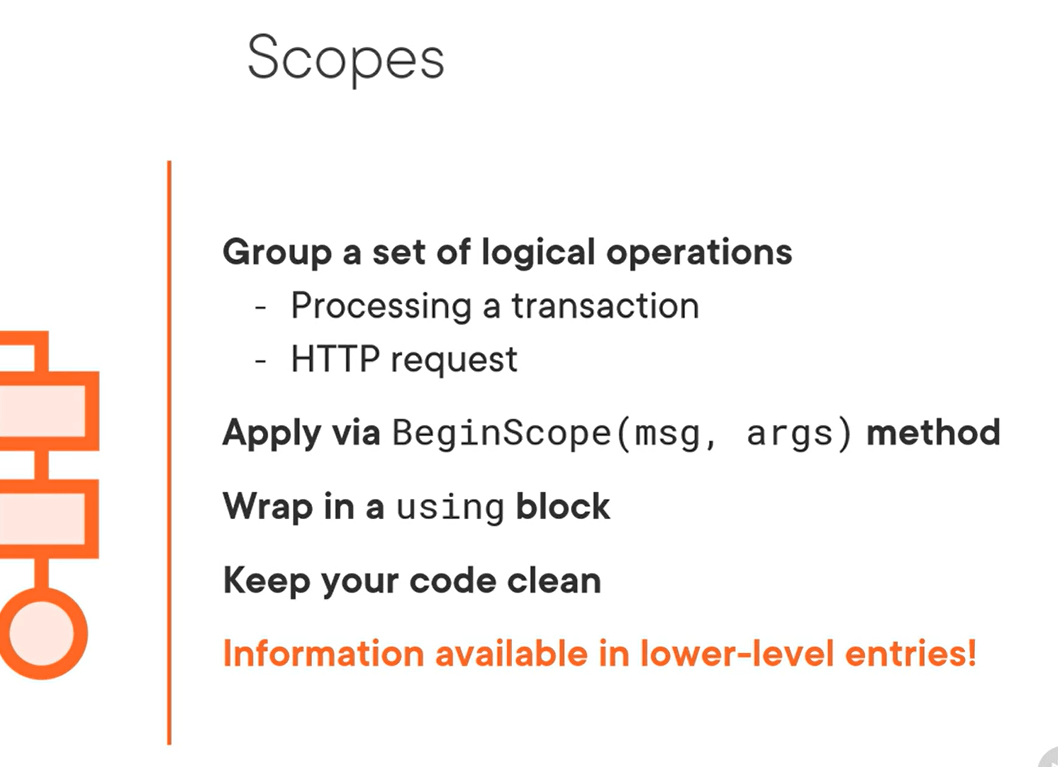 Scopes
Group a set of logical operations
- Processing a transaction
- HTTP request
Apply via BeginScope(msg, args) method
Wrap in a using block
Keep your code clean
Information available in lower-level entries!